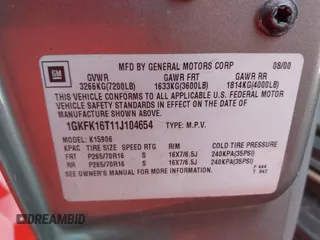 GM
MFD BY GENERAL MOTORS CORP 08/00
GVWR GAWR FRT GAWR RR
3266KG(7200LB) 1633KG(3600LB) 1814KG(4000LB)
THIS VEHICLE CONFORMS TO ALL APPLICABLE U.S. FEDERAL MOTOR
VEHICLE SAFETY STANDARDS IN EFFECT ON THE DATE OF
MANUFACTURE SHOWN ABOVE.
1GKFK16T11J104654 TYPE: M.P.V.
MODEL: K15906
KPAC TIRE SIZE SPEED RTG RIM COLD TIRE PRESSURE
FRT P265/70R16 S 16X7/6.5J 240KPA(35PSI)
RR P265/70R16 S 16X7/6.5J 240KPA(35PSI)
SEE OWNER'S MANUAL FOR MORE INFORMATION.
DREAMBID